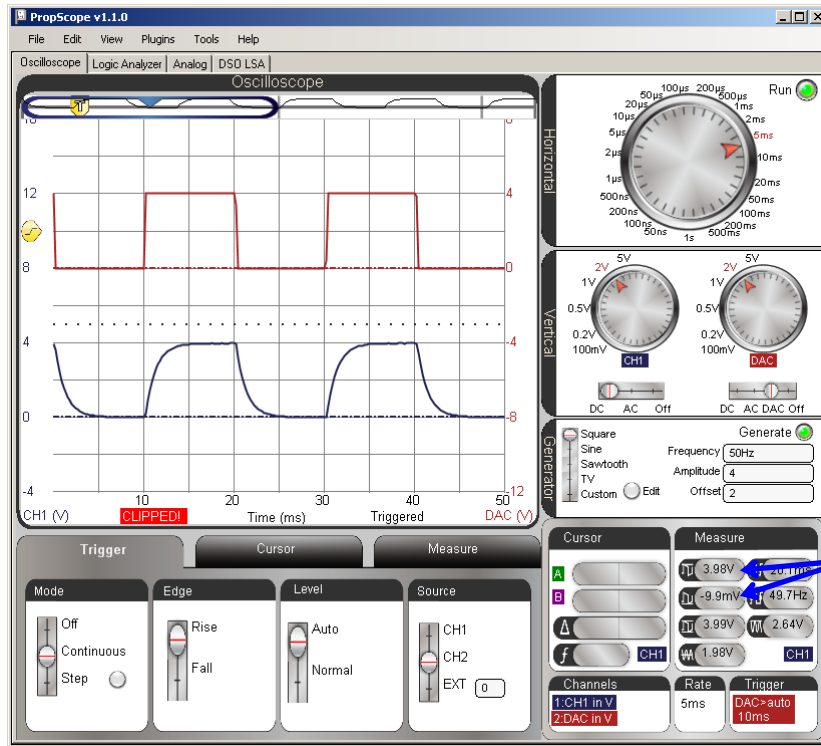 PropScope v1.1.0
File Edit View Plugins Tools Help
Oscilloscope Logic Analyzer Analog DSO LSA
Oscilloscope
T
16 8
12 4
8 0
4 -4
0 -8
-4 -12
10 20 30 40 50
CH1 (V) CLIPPED! Time (ms) Triggered DAC (V)
Horizontal
Run
50ns 100ns 200ns 500ns 1µs 2µs 5µs 10µs 20µs 50µs 100µs 200µs 500µs 1ms 2ms 5ms 10ms 20ms 50ms 100ms 200ms 500ms 1s
Vertical
5V 2V 1V 0.5V 0.2V 100mV CH1
DC AC Off
5V 2V 1V 0.5V 0.2V 100mV DAC
DC AC DAC Off
Generator
Square
Sine
Sawtooth
TV
Custom Edit
Generate
Frequency 50Hz
Amplitude 4
Offset 2
Trigger Cursor Measure
Mode
Off
Continuous
Step
Edge
Rise
Fall
Level
Auto
Normal
Source
CH1
CH2
EXT 0
Cursor
A
B
Δ
f CH1
Measure
3.98V 20.1ms
-9.9mV 49.7Hz
3.99V 2.64V
1.98V CH1
Channels
1:CH1 in V
2:DAC in V
Rate
5ms
Trigger
DAC>auto
10ms